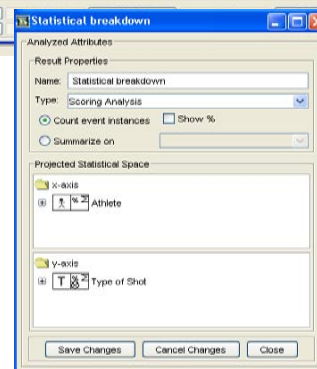 Statistical breakdown
Analyzed Attributes
Result Properties
Name: Statistical breakdown
Type: Scoring Analysis
Count event instances Show %
Summarize on
Projected Statistical Space
x-axis
Athlete
y-axis
T Type of Shot
Save Changes Cancel Changes Close